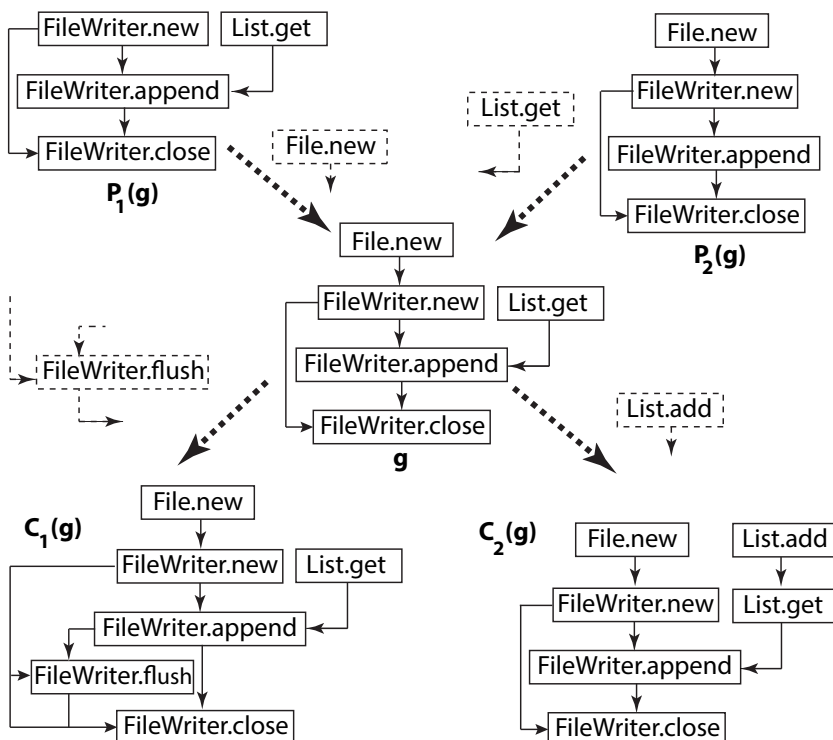 FileWriter.new
List.get
FileWriter.append
FileWriter.close
P1(g)
File.new
List.get
File.new
FileWriter.new
FileWriter.append
FileWriter.close
P2(g)
File.new
FileWriter.new
List.get
FileWriter.append
FileWriter.close
g
FileWriter.flush
List.add
C1(g)
File.new
FileWriter.new
List.get
FileWriter.append
FileWriter.flush
FileWriter.close
C2(g)
File.new
List.add
FileWriter.new
List.get
FileWriter.append
FileWriter.close